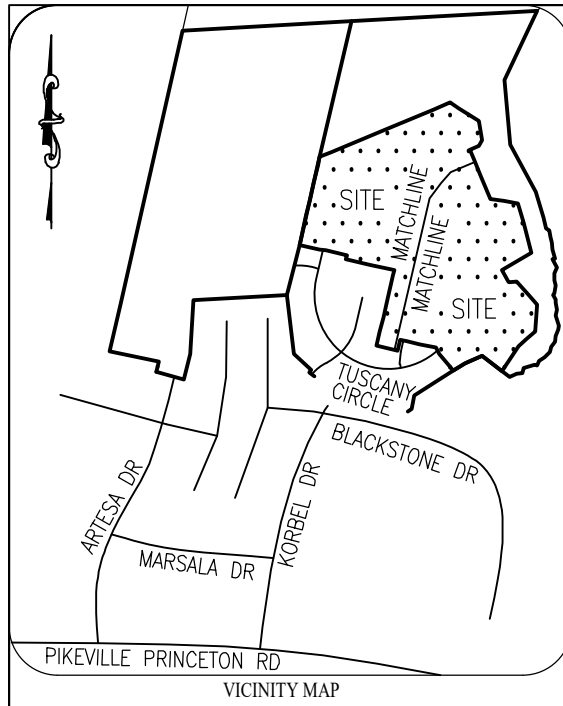 SITE
MATCHLINE
MATCHLINE
SITE
TUSCANY
CIRCLE
BLACKSTONE DR
ARTESA DR
KORBEL DR
MARSALA DR
PIKEVILLE PRINCETON RD
VICINITY MAP